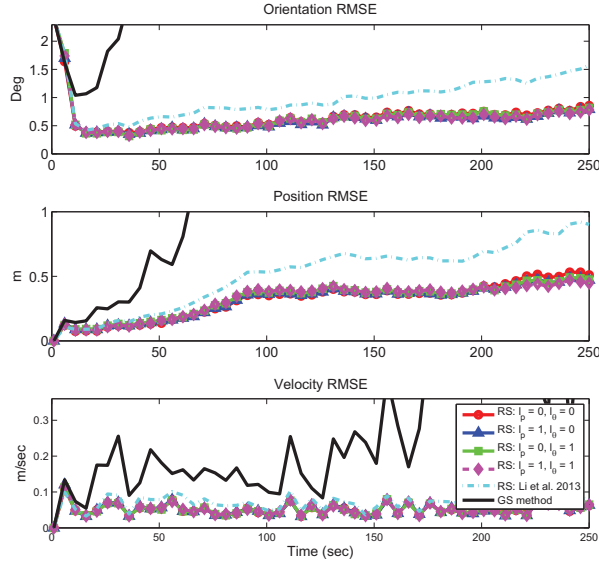 Orientation RMSE
2
1.5
1
0.5
0
Deg
0
50
100
150
200
250
Position RMSE
1
0.5
0
m
0
50
100
150
200
250
Velocity RMSE
0.3
0.2
0.1
0
m/sec
RS: lp = 0, lθ = 0
RS: lp = 1, lθ = 0
RS: lp = 0, lθ = 1
RS: lp = 1, lθ = 1
RS: Li et al. 2013
GS method
0
50
100
150
200
250
Time (sec)